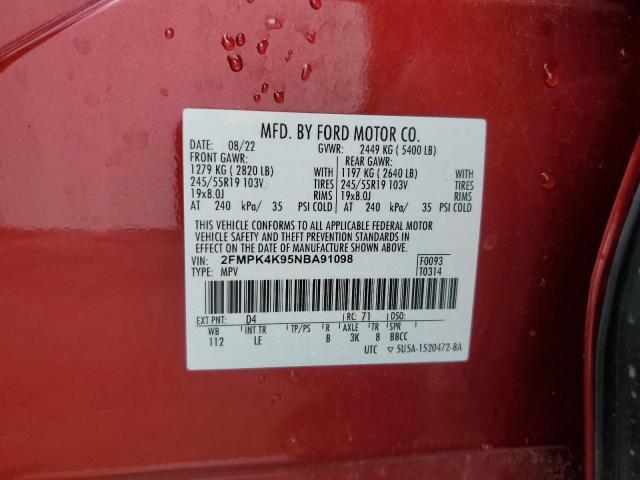 MFD. BY FORD MOTOR CO.
DATE: 08/22 GVWR: 2449 KG ( 5400 LB)
FRONT GAWR: REAR GAWR:
1279 KG ( 2820 LB) WITH 1197 KG ( 2640 LB) WITH
245/55R19 103V TIRES 245/55R19 103V TIRES
19x8.0J RIMS 19x8.0J RIMS
AT 240 kPa/ 35 PSI COLD AT 240 kPa/ 35 PSI COLD
THIS VEHICLE CONFORMS TO ALL APPLICABLE FEDERAL MOTOR
VEHICLE SAFETY AND THEFT PREVENTION STANDARDS IN
EFFECT ON THE DATE OF MANUFACTURE SHOWN ABOVE.
VIN: 2FMPK4K95NBA91098 F0093
TYPE: MPV T0314
EXT PNT: D4 RC: 71 DSO:
WB INT TR TP/PS R AXLE TR SPR
112 LE B 3K 8 BBCC
UTC ▽ 5U5A-1520472-BA